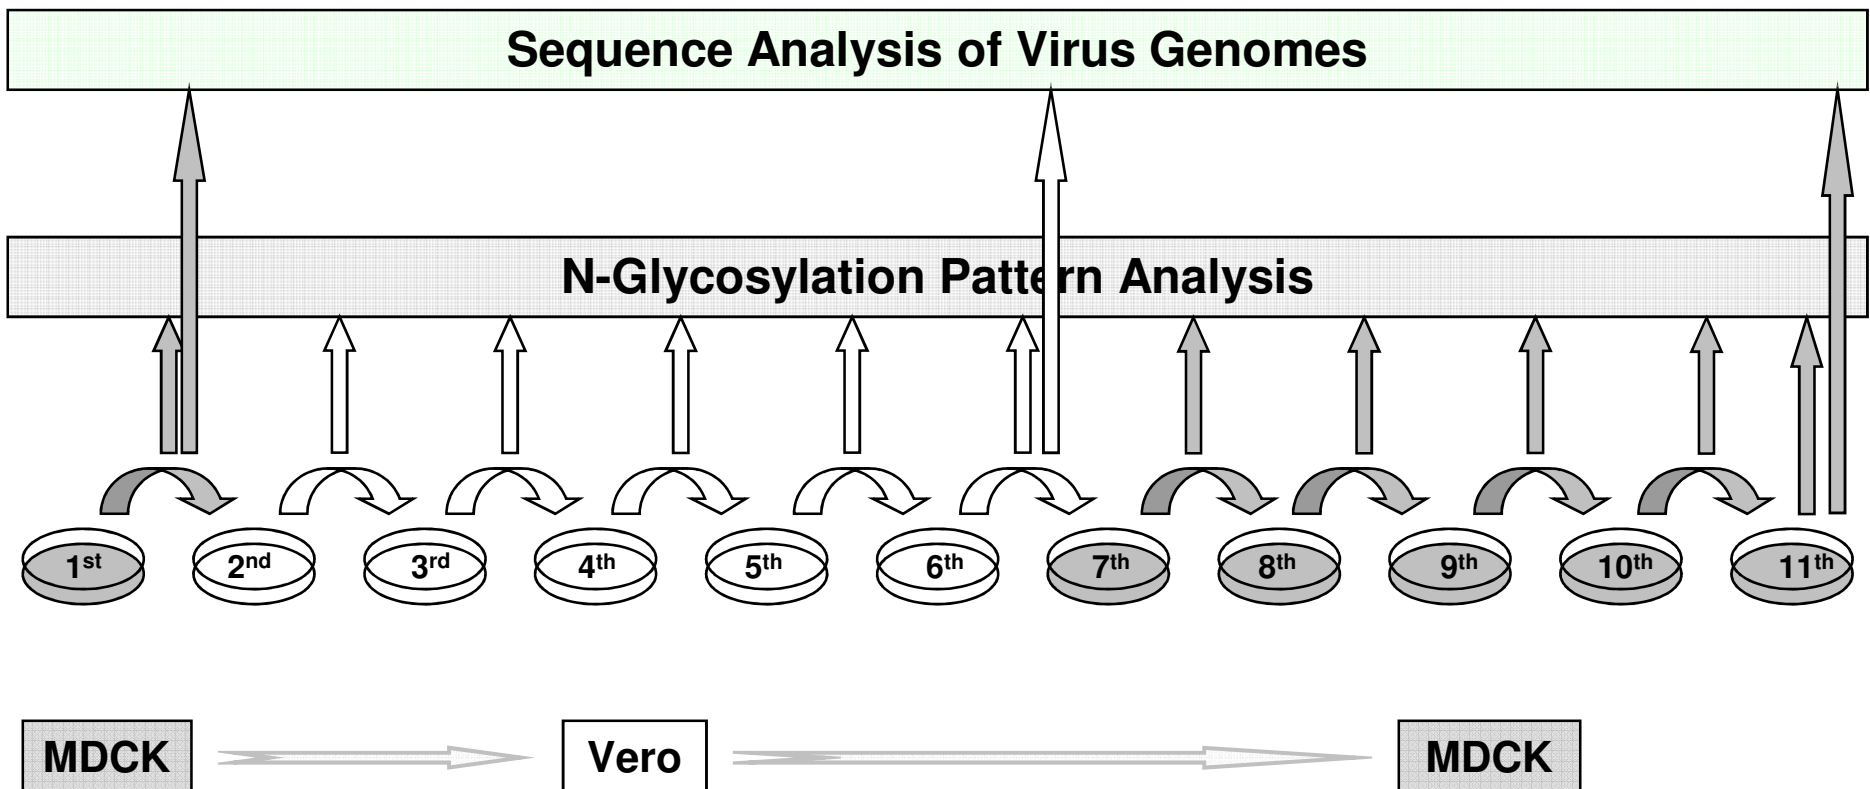 Sequence Analysis of Virus Genomes
N-Glycosylation Pattern Analysis
1st 2nd 3rd 4th 5th 6th 7th 8th 9th 10th 11th
MDCK Vero MDCK